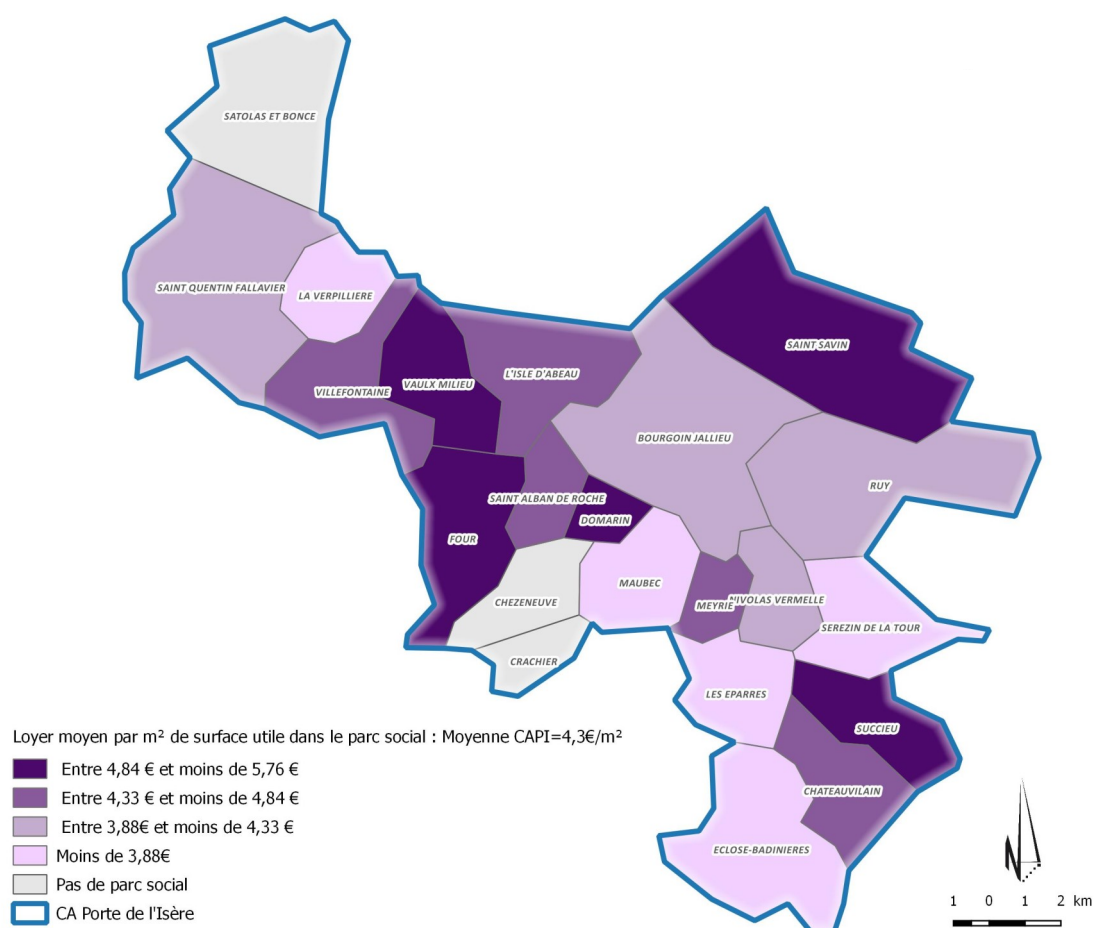 SATOLAS ET BONCE
SAINT QUENTIN FALLAVIER
LA VERPILLIERE
SAINT SAVIN
L'ISLE D'ABEAU
VAULX MILIEU
VILLEFONTAINE
BOURGOIN JALLIEU
RUY
SAINT ALBAN DE ROCHE
DOMARIN
FOUR
MAUBEC
CHEZENEUVE
MEYRIE
NIVOLAS VERMELLE
SEREZIN DE LA TOUR
CRACHIER
LES EPARRES
SUCCIEU
CHATEAUVILAIN
ECLOSE-BADINIERES
Loyer moyen par m² de surface utile dans le parc social : Moyenne CAPI=4,3€/m²
Entre 4,84 € et moins de 5,76 €
Entre 4,33 € et moins de 4,84 €
Entre 3,88€ et moins de 4,33 €
Moins de 3,88€
Pas de parc social
CA Porte de l'Isère
N
1 0 1 2 km